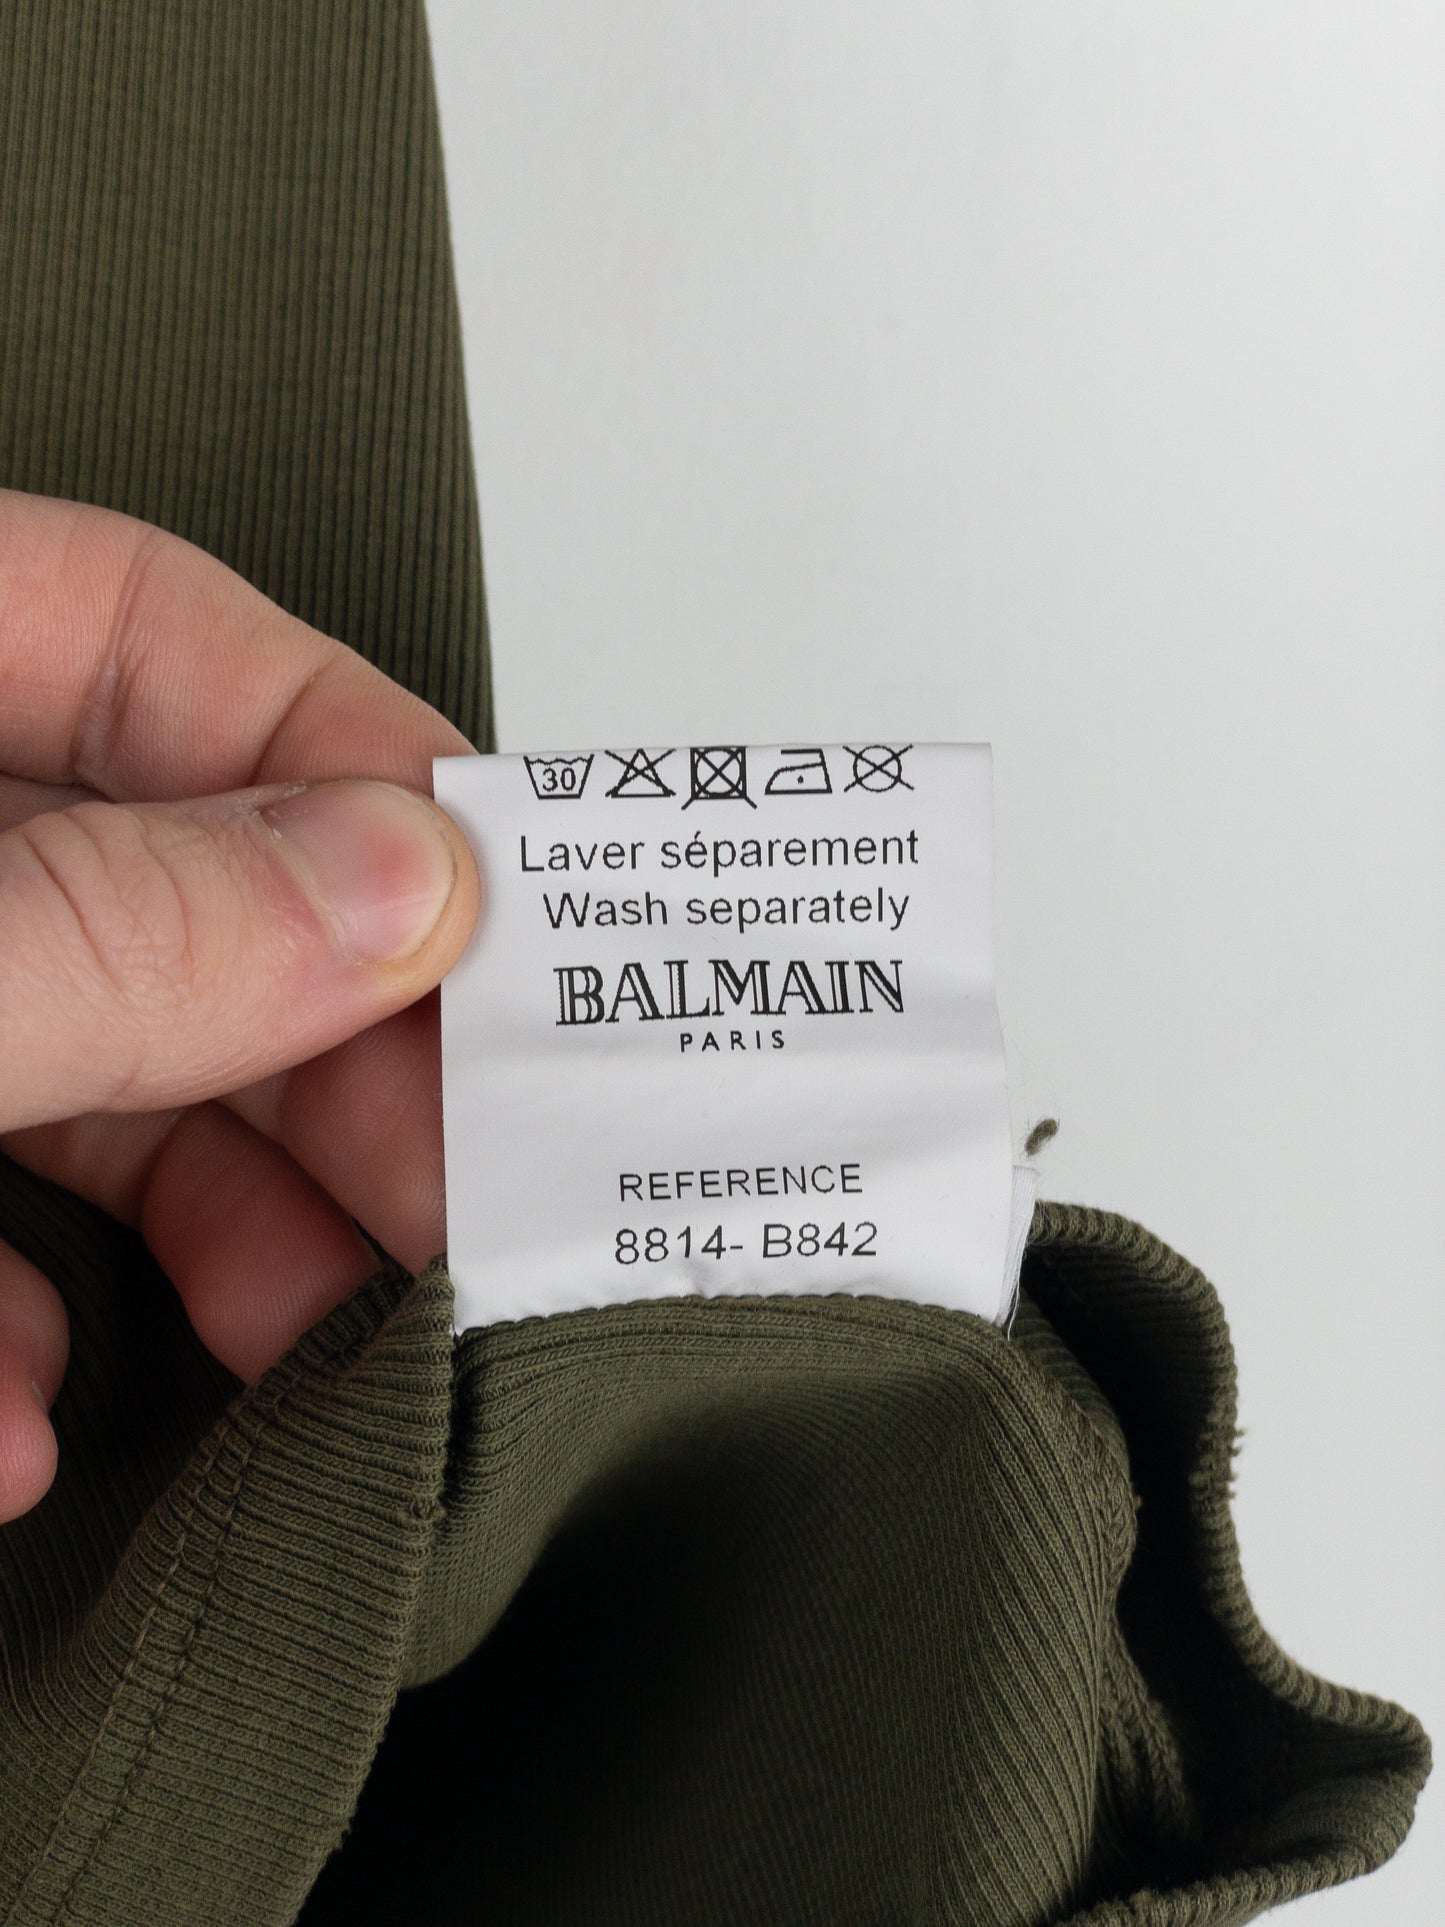 30
Laver séparement
Wash separately
BALMAIN
PARIS
REFERENCE
8814- B842